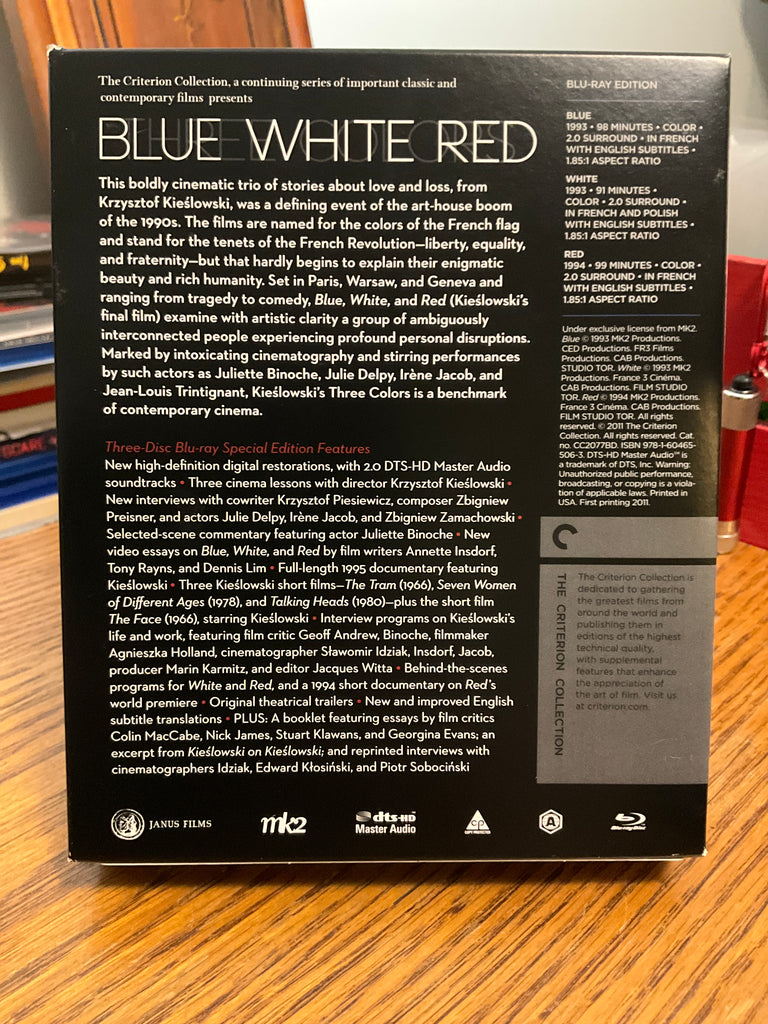 The Criterion Collection, a continuing series of important classic and
contemporary films presents
BLUE WHITE RED
THREE COLORS
This boldly cinematic trio of stories about love and loss, from
Krzysztof Kieślowski, was a defining event of the art-house boom
of the 1990s. The films are named for the colors of the French flag
and stand for the tenets of the French Revolution—liberty, equality,
and fraternity—but that hardly begins to explain their enigmatic
beauty and rich humanity. Set in Paris, Warsaw, and Geneva and
ranging from tragedy to comedy, Blue, White, and Red (Kieślowski's
final film) examine with artistic clarity a group of ambiguously
interconnected people experiencing profound personal disruptions.
Marked by intoxicating cinematography and stirring performances
by such actors as Juliette Binoche, Julie Delpy, Irène Jacob, and
Jean-Louis Trintignant, Kieślowski's Three Colors is a benchmark
of contemporary cinema.
Three-Disc Blu-ray Special Edition Features
New high-definition digital restorations, with 2.0 DTS-HD Master Audio
soundtracks • Three cinema lessons with director Krzysztof Kieślowski •
New interviews with cowriter Krzysztof Piesiewicz, composer Zbigniew
Preisner, and actors Julie Delpy, Irène Jacob, and Zbigniew Zamachowski •
Selected-scene commentary featuring actor Juliette Binoche • New
video essays on Blue, White, and Red by film writers Annette Insdorf,
Tony Rayns, and Dennis Lim • Full-length 1995 documentary featuring
Kieślowski • Three Kieślowski short films—The Tram (1966), Seven Women
of Different Ages (1978), and Talking Heads (1980)—plus the short film
The Face (1966), starring Kieślowski • Interview programs on Kieślowski's
life and work, featuring film critic Geoff Andrew, Binoche, filmmaker
Agnieszka Holland, cinematographer Sławomir Idziak, Insdorf, Jacob,
producer Marin Karmitz, and editor Jacques Witta • Behind-the-scenes
programs for White and Red, and a 1994 short documentary on Red's
world premiere • Original theatrical trailers • New and improved English
subtitle translations • PLUS: A booklet featuring essays by film critics
Colin MacCabe, Nick James, Stuart Klawans, and Georgina Evans; an
excerpt from Kieślowski on Kieślowski; and reprinted interviews with
cinematographers Idziak, Edward Kłosiński, and Piotr Sobociński
BLU-RAY EDITION
BLUE
1993 • 98 MINUTES • COLOR •
2.0 SURROUND • IN FRENCH
WITH ENGLISH SUBTITLES •
1.85:1 ASPECT RATIO
WHITE
1993 • 91 MINUTES •
COLOR • 2.0 SURROUND •
IN FRENCH AND POLISH
WITH ENGLISH SUBTITLES •
1.85:1 ASPECT RATIO
RED
1994 • 99 MINUTES • COLOR •
2.0 SURROUND • IN FRENCH
WITH ENGLISH SUBTITLES •
1.85:1 ASPECT RATIO
Under exclusive license from MK2.
Blue © 1993 MK2 Productions.
CED Productions. FR3 Films
Productions. CAB Productions.
STUDIO TOR. White © 1993 MK2
Productions. France 3 Cinéma.
CAB Productions. FILM STUDIO
TOR. Red © 1994 MK2 Productions.
France 3 Cinéma. CAB Productions.
FILM STUDIO TOR. All rights
reserved. © 2011 The Criterion
Collection. All rights reserved. Cat.
no. CC2077BD. ISBN 978-1-60465-
506-3. DTS-HD Master Audio℠ is
a trademark of DTS, Inc. Warning:
Unauthorized public performance,
broadcasting, or copying is a viola-
tion of applicable laws. Printed in
USA. First printing 2011.
THE CRITERION COLLECTION
The Criterion Collection is
dedicated to gathering
the greatest films from
around the world and
publishing them in
editions of the highest
technical quality,
with supplemental
features that enhance
the appreciation of
the art of film. Visit us
at criterion.com.
JANUS FILMS
mk2
dts-HD
Master Audio
COPY PROTECTED
A
Blu-ray Disc